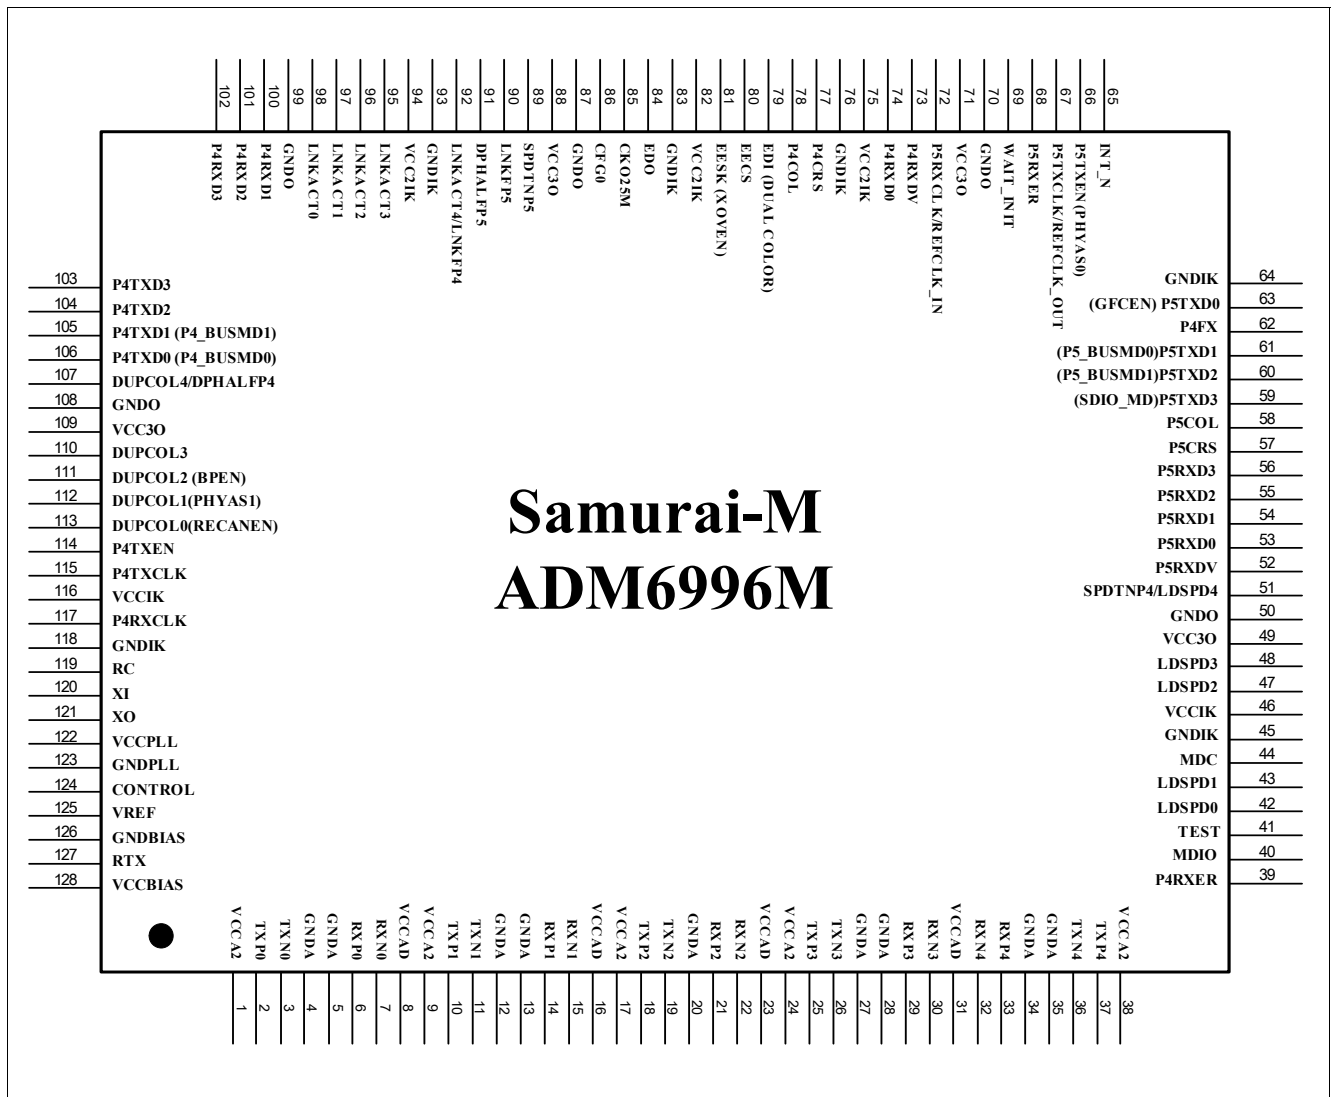 102 101 100 99 98 97 96 95 94 93 92 91 90 89 88 87 86 85 84 83 82 81 80 79 78 77 76 75 74 73 72 71 70 69 68 67 66 65
P4RXD3
P4RXD2
P4RXD1
GNDO
LNKACT0
LNKACT1
LNKACT2
LNKACT3
VCC2IK
GNDIK
LNKACT4/LNKFP4
DPHALFP5
LNKFP5
SPDTNP5
VCC3O
GNDO
CFG0
CKO25M
EDO
GNDIK
VCC2IK
EESK (XOVEN)
EECS
EDI (DUAL COLOR)
P4COL
P4CRS
GNDIK
VCC2IK
P4RXD0
P4RXDV
P5RXCLK/REFCLK_IN
VCC3O
GNDO
WAIT_INIT
P5RXER
P5TXCLK/REFCLK_OUT
P5TXEN(PHYAS0)
INT_N
103 P4TXD3
104 P4TXD2
105 P4TXD1 (P4_BUSMD1)
106 P4TXD0 (P4_BUSMD0)
107 DUPCOL4/DPHALFP4
108 GNDO
109 VCC3O
110 DUPCOL3
111 DUPCOL2 (BPEN)
112 DUPCOL1(PHYAS1)
113 DUPCOL0(RECANEN)
114 P4TXEN
115 P4TXCLK
116 VCCIK
117 P4RXCLK
118 GNDIK
119 RC
120 XI
121 XO
122 VCCPLL
123 GNDPLL
124 CONTROL
125 VREF
126 GNDBIAS
127 RTX
128 VCCBIAS
Samurai-M
ADM6996M
GNDIK 64
(GFCEN) P5TXD0 63
P4FX 62
(P5_BUSMD0)P5TXD1 61
(P5_BUSMD1)P5TXD2 60
(SDIO_MD)P5TXD3 59
P5COL 58
P5CRS 57
P5RXD3 56
P5RXD2 55
P5RXD1 54
P5RXD0 53
P5RXDV 52
SPDTNP4/LDSPD4 51
GNDO 50
VCC3O 49
LDSPD3 48
LDSPD2 47
VCCIK 46
GNDIK 45
MDC 44
LDSPD1 43
LDSPD0 42
TEST 41
MDIO 40
P4RXER 39
VCCA2
TXP0
TXN0
GNDA
GNDA
RXP0
RXN0
VCCAD
VCCA2
TXP1
TXN1
GNDA
GNDA
RXP1
RXN1
VCCAD
VCCA2
TXP2
TXN2
GNDA
RXP2
RXN2
VCCAD
VCCA2
TXP3
TXN3
GNDA
GNDA
RXP3
RXN3
VCCAD
RXN4
RXP4
GNDA
GNDA
TXN4
TXP4
VCCA2
1 2 3 4 5 6 7 8 9 10 11 12 13 14 15 16 17 18 19 20 21 22 23 24 25 26 27 28 29 30 31 32 33 34 35 36 37 38